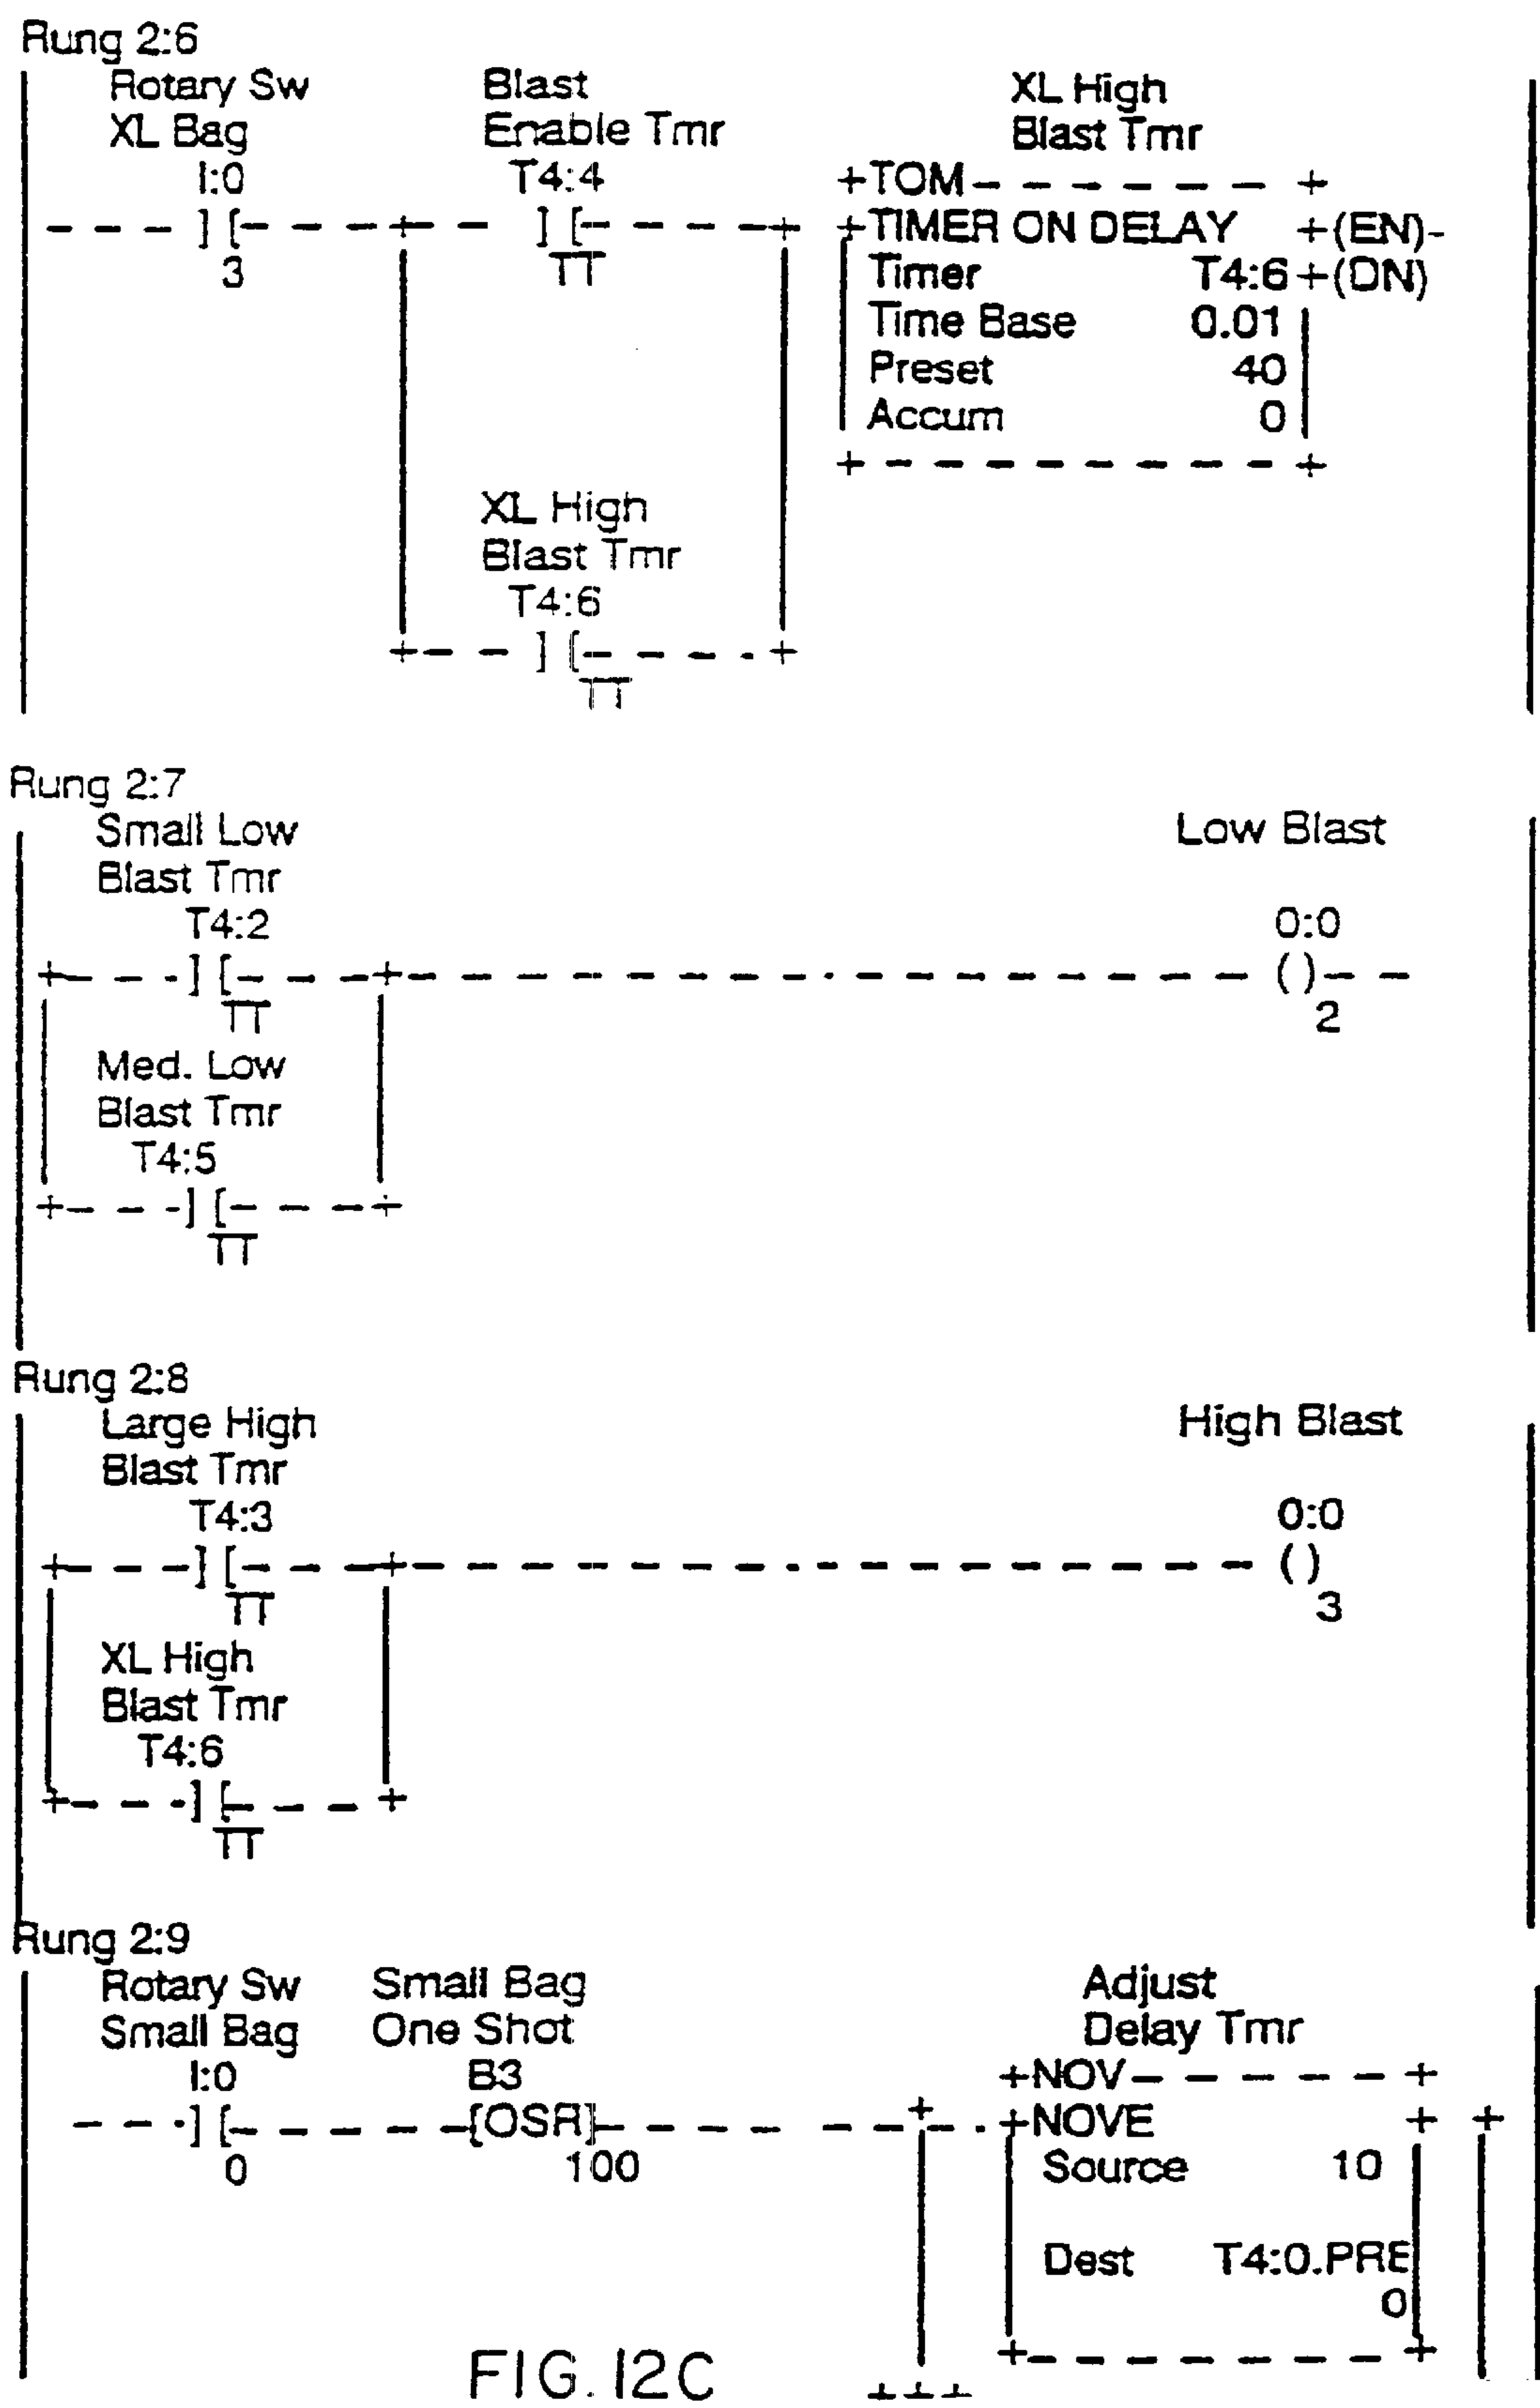 Rung 2:6
Rotary Sw Blast XL High
XL Bag Enable Tmr Blast Tmr
I:0 T4:4 +TOM- - - - - - - +
- - - ] [- - - -+- - ] [- - - - -+ +TIMER ON DELAY +(EN)-
3 TT Timer T4:6+(DN)
Time Base 0.01
Preset 40
Accum 0
+- - - - - - - - - +
XL High
Blast Tmr
T4:6
+- - - ] [- - - - -+
TT
Rung 2:7
Small Low Low Blast
Blast Tmr
T4:2 0:0
+- - - -] [- - - -+- - - - - - - - - - - - - - - ( )- - -
TT 2
Med. Low
Blast Tmr
T4:5
+- - - -] [- - - -+
TT
Rung 2:8
Large High High Blast
Blast Tmr
T4:3 0:0
+- - - -] [- - - -+- - - - - - - - - - - - - - - ( )
TT 3
XL High
Blast Tmr
T4:6
+- - - -] [- - - - +
TT
Rung 2:9
Rotary Sw Small Bag Adjust
Small Bag One Shot Delay Tmr
I:0 B3 +NOV- - - - - - +
- - -] [- - - - -[OSR]- - - - - - -+- -+NOVE + +
0 100 Source 10
Dest T4:0.PRE
0
+- - - - - - - +
FIG. 12C
+++